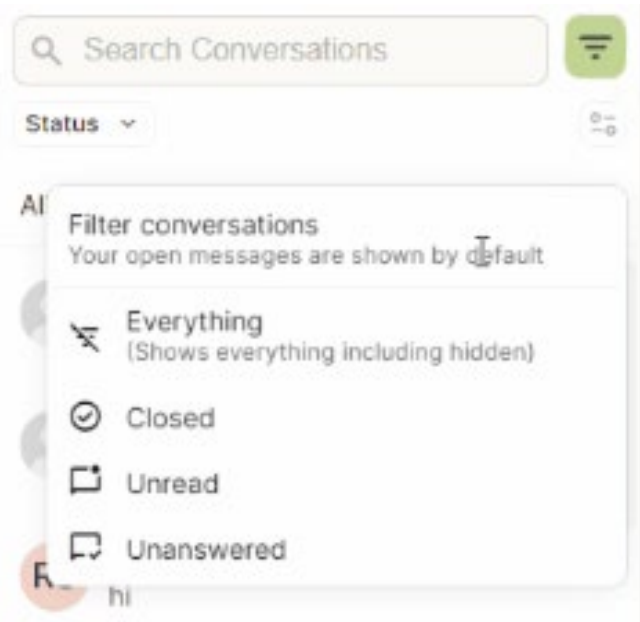 Search Conversations
Status
Al
Filter conversations
Your open messages are shown by default
Everything
(Shows everything including hidden)
Closed
Unread
Unanswered
hi